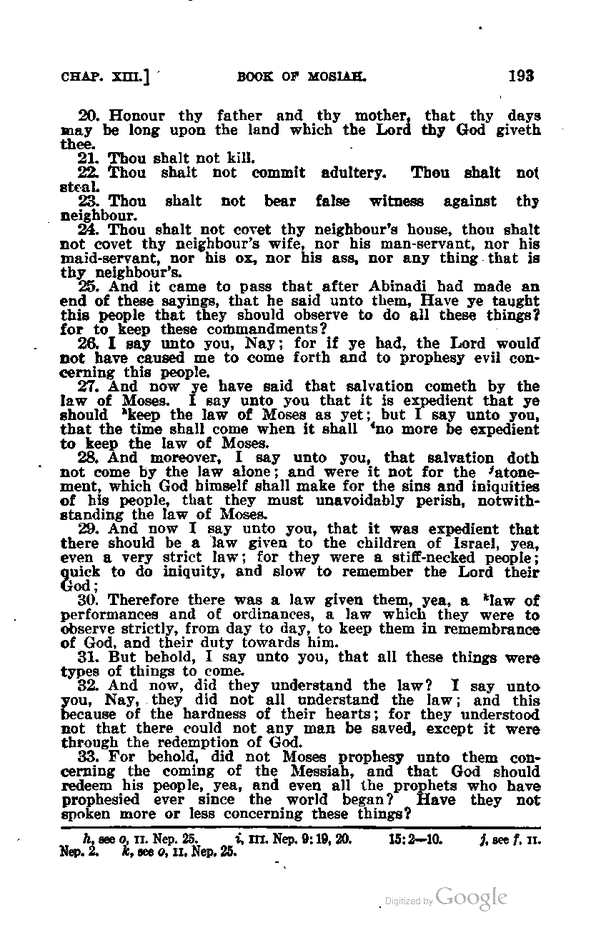 CHAP. XIII.] BOOK OF MOSIAH. 193
20. Honour thy father and thy mother, that thy days
may be long upon the land which the Lord thy God giveth
thee.
21. Thou shalt not kill.
22. Thou shalt not commit adultery. Thou shalt not
steal.
23. Thou shalt not bear false witness against thy
neighbour.
24. Thou shalt not covet thy neighbour's house, thou shalt
not covet thy neighbour's wife, nor his man-servant, nor his
maid-servant, nor his ox, nor his ass, nor any thing that is
thy neighbour's.
25. And it came to pass that after Abinadi had made an
end of these sayings, that he said unto them, Have ye taught
this people that they should observe to do all these things?
for to keep these commandments?
26. I say unto you, Nay; for if ye had, the Lord would
not have caused me to come forth and to prophesy evil con-
cerning this people.
27. And now ye have said that salvation cometh by the
law of Moses. I say unto you that it is expedient that ye
should ʰkeep the law of Moses as yet; but I say unto you,
that the time shall come when it shall ⁱno more be expedient
to keep the law of Moses.
28. And moreover, I say unto you, that salvation doth
not come by the law alone; and were it not for the ʲatone-
ment, which God himself shall make for the sins and iniquities
of his people, that they must unavoidably perish, notwith-
standing the law of Moses.
29. And now I say unto you, that it was expedient that
there should be a law given to the children of Israel, yea,
even a very strict law; for they were a stiff-necked people;
quick to do iniquity, and slow to remember the Lord their
God;
30. Therefore there was a law given them, yea, a ᵏlaw of
performances and of ordinances, a law which they were to
observe strictly, from day to day, to keep them in remembrance
of God, and their duty towards him.
31. But behold, I say unto you, that all these things were
types of things to come.
32. And now, did they understand the law? I say unto
you, Nay, they did not all understand the law; and this
because of the hardness of their hearts; for they understood
not that there could not any man be saved, except it were
through the redemption of God.
33. For behold, did not Moses prophesy unto them con-
cerning the coming of the Messiah, and that God should
redeem his people, yea, and even all the prophets who have
prophesied ever since the world began? Have they not
spoken more or less concerning these things?
h, see o, II. Nep. 25. i, III. Nep. 9:19, 20. 15:2—10. j, see f. II.
Nep. 2. k, see o, II. Nep. 25.
Digitized by Google